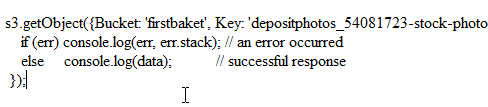 s3.getObject({Bucket: 'firstbaket', Key: 'depositphotos_54081723-stock-photo
if (err) console.log(err, err.stack); // an error occurred
else console.log(data); // successful response
});